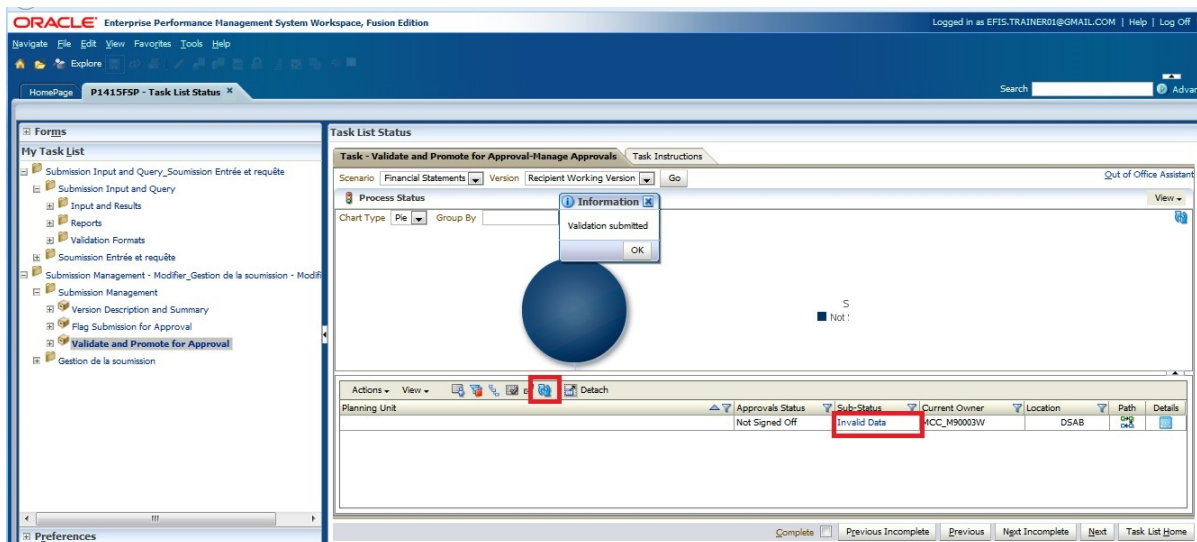 ORACLE Enterprise Performance Management System Workspace, Fusion Edition
Logged in as EFIS.TRAINER01@GMAIL.COM | Help | Log Off
Navigate File Edit View Favorites Tools Help
Explore
HomePage P1415FSP - Task List Status ×
Search Advan
Forms
My Task List
Submission Input and Query_Soumission Entrée et requête
Submission Input and Query
Input and Results
Reports
Validation Formats
Soumission Entrée et requête
Submission Management - Modifier_Gestion de la soumission - Modifi
Submission Management
Version Description and Summary
Flag Submission for Approval
Validate and Promote for Approval
Gestion de la soumission
Preferences
Task List Status
Task - Validate and Promote for Approval-Manage Approvals Task Instructions
Scenario Financial Statements Version Recipient Working Version Go
Out of Office Assistant
Process Status
View
Chart Type Pie Group By
Information
Validation submitted
OK
S
Not :
Actions View Detach
Planning Unit Approvals Status Sub-Status Current Owner Location Path Details
Not Signed Off Invalid Data MCC_M90003W DSAB
Complete Previous Incomplete Previous Next Incomplete Next Task List Home